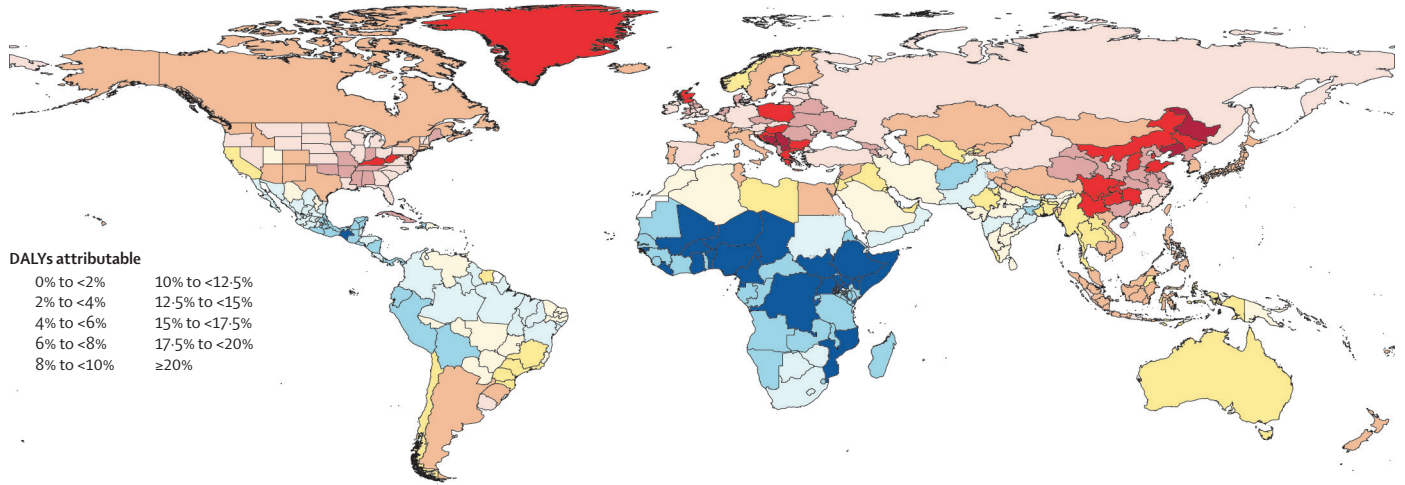 DALYs attributable
0% to <2%
2% to <4%
4% to <6%
6% to <8%
8% to <10%
10% to <12·5%
12·5% to <15%
15% to <17·5%
17·5% to <20%
≥20%